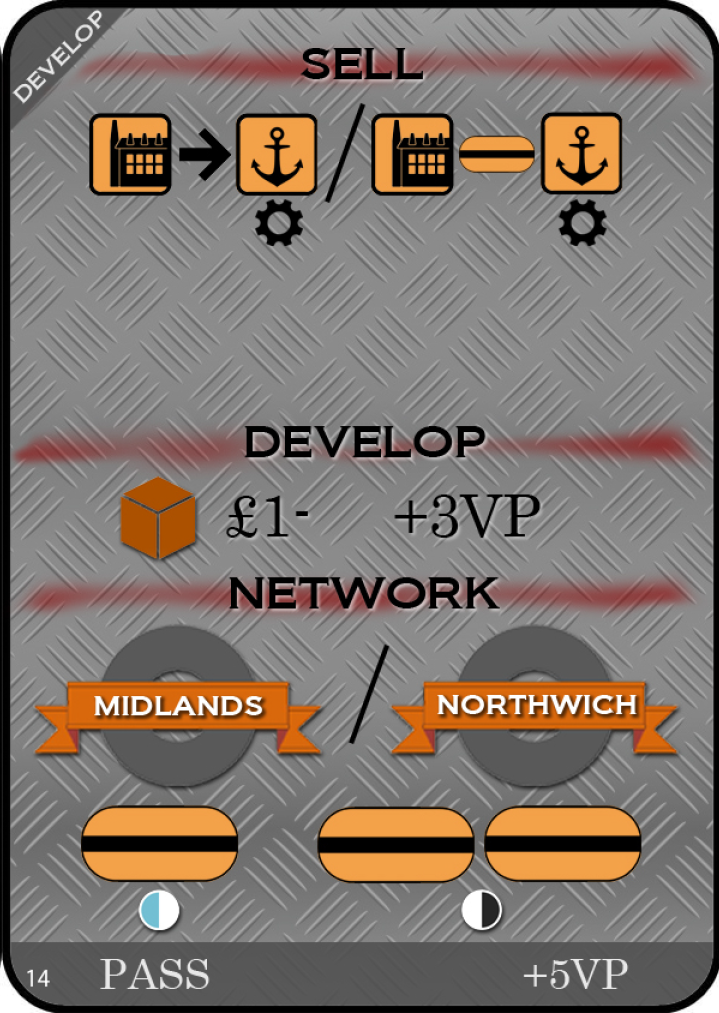 DEVELOP
SELL
/
DEVELOP
£1- +3VP
NETWORK
MIDLANDS / NORTHWICH
14 PASS +5VP